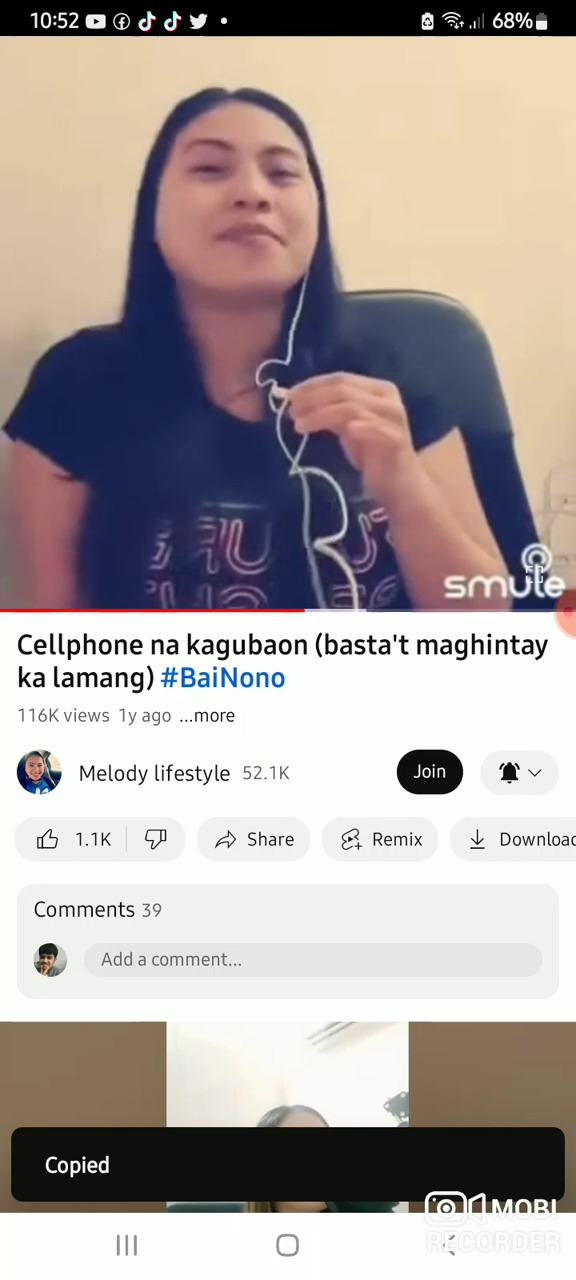 10:52
68%
smule
Cellphone na kagubaon (basta't maghintay
ka lamang) #BaiNono
116K views 1y ago ...more
Melody lifestyle 52.1K
Join
1.1K
Share
Remix
Downloa
Comments 39
Add a comment...
Copied
MOBI
RECORDER